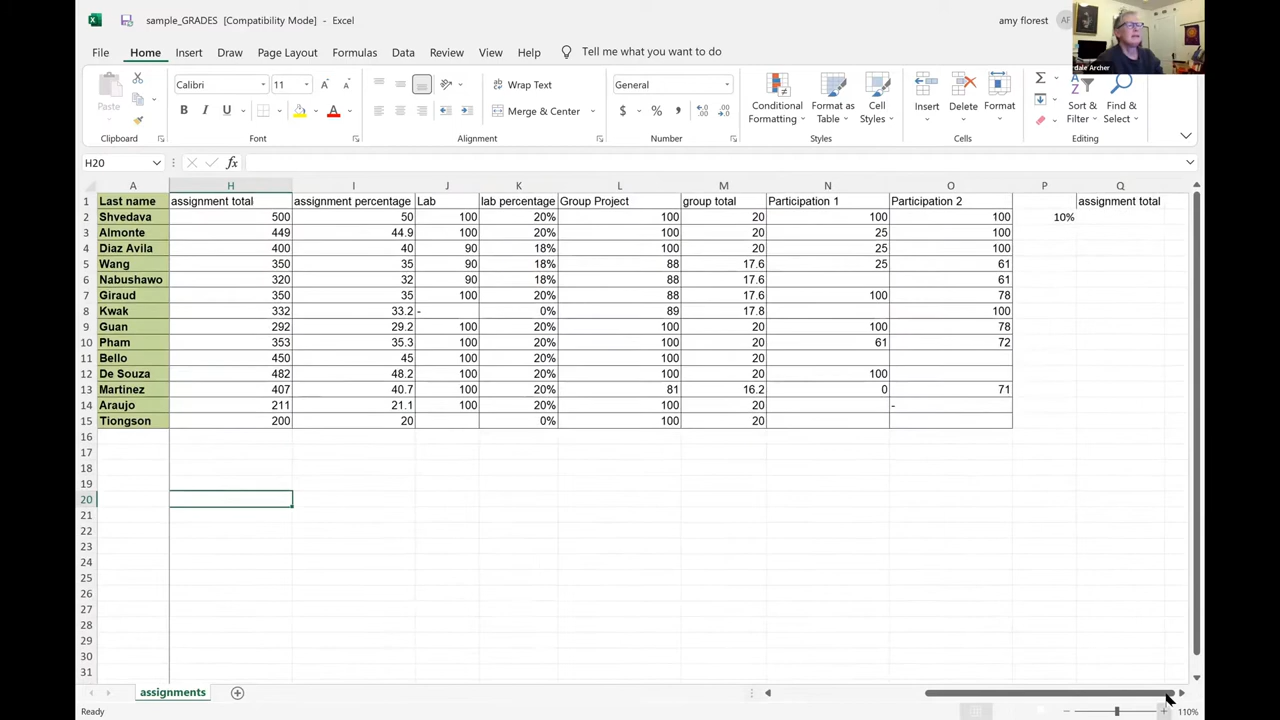 sample_GRADES [Compatibility Mode] - Excel
amy florest
AF
dale Archer
File Home Insert Draw Page Layout Formulas Data Review View Help Tell me what you want to do
Paste
Calibri 11
B I U
Wrap Text
Merge & Center
General
Conditional Formatting
Format as Table
Cell Styles
Insert
Delete
Format
Sort & Filter
Find & Select
Clipboard Font Alignment Number Styles Cells Editing
H20
A H I J K L M N O P Q
1 Last name assignment total assignment percentage Lab lab percentage Group Project group total Participation 1 Participation 2 assignment total
2 Shvedava 500 50 100 20% 100 20 100 100 10%
3 Almonte 449 44.9 100 20% 100 20 25 100
4 Diaz Avila 400 40 90 18% 100 20 25 100
5 Wang 350 35 90 18% 88 17.6 25 61
6 Nabushawo 320 32 90 18% 88 17.6 61
7 Giraud 350 35 100 20% 88 17.6 100 78
8 Kwak 332 33.2 - 0% 89 17.8 100
9 Guan 292 29.2 100 20% 100 20 100 78
10 Pham 353 35.3 100 20% 100 20 61 72
11 Bello 450 45 100 20% 100 20
12 De Souza 482 48.2 100 20% 100 20 100
13 Martinez 407 40.7 100 20% 81 16.2 0 71
14 Araujo 211 21.1 100 20% 100 20 -
15 Tiongson 200 20 0% 100 20
16
17
18
19
20
21
22
23
24
25
26
27
28
29
30
31
assignments
Ready
110%